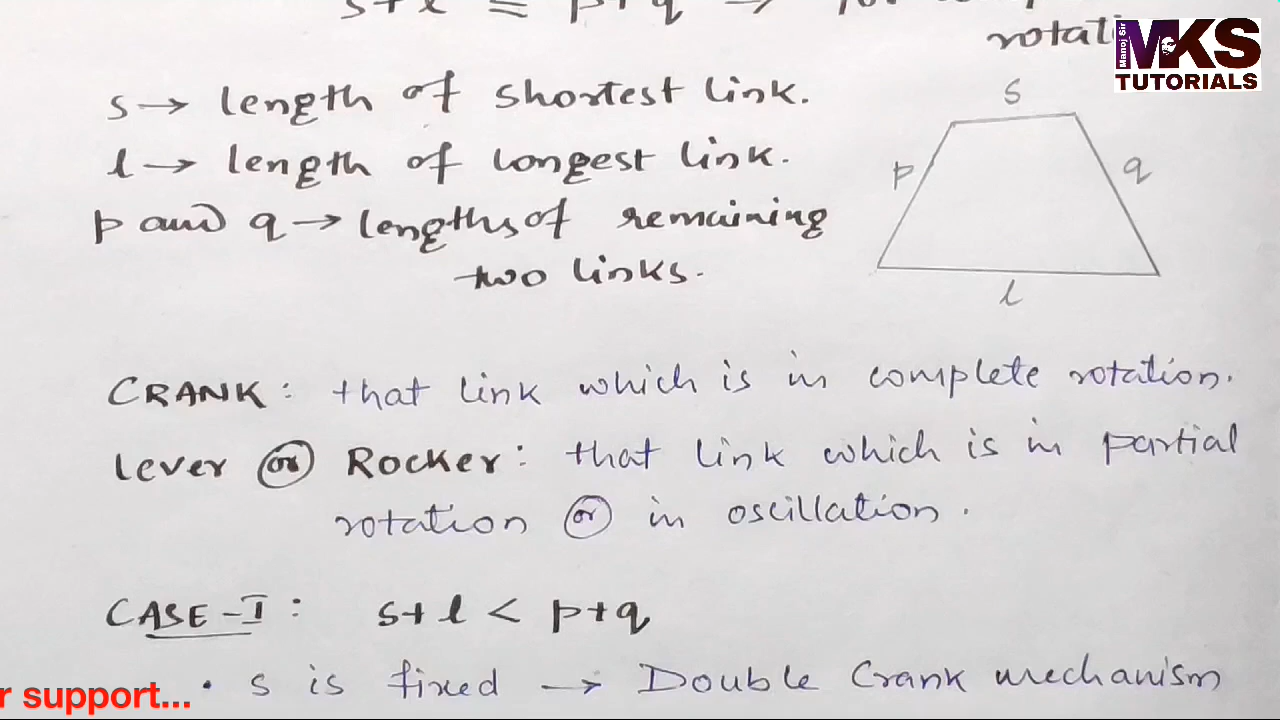 s+l ≤ p+q →
rotati
Manoj Sir
MKS
TUTORIALS
s → length of shortest link.
l → length of longest link.
p and q → lengths of remaining
two links.
s
p
q
l
CRANK: that link which is in complete rotation.
Lever or ROCKER: that link which is in partial
rotation or in oscillation.
CASE-I: s+l < p+q
• s is fixed → Double Crank mechanism
r support...